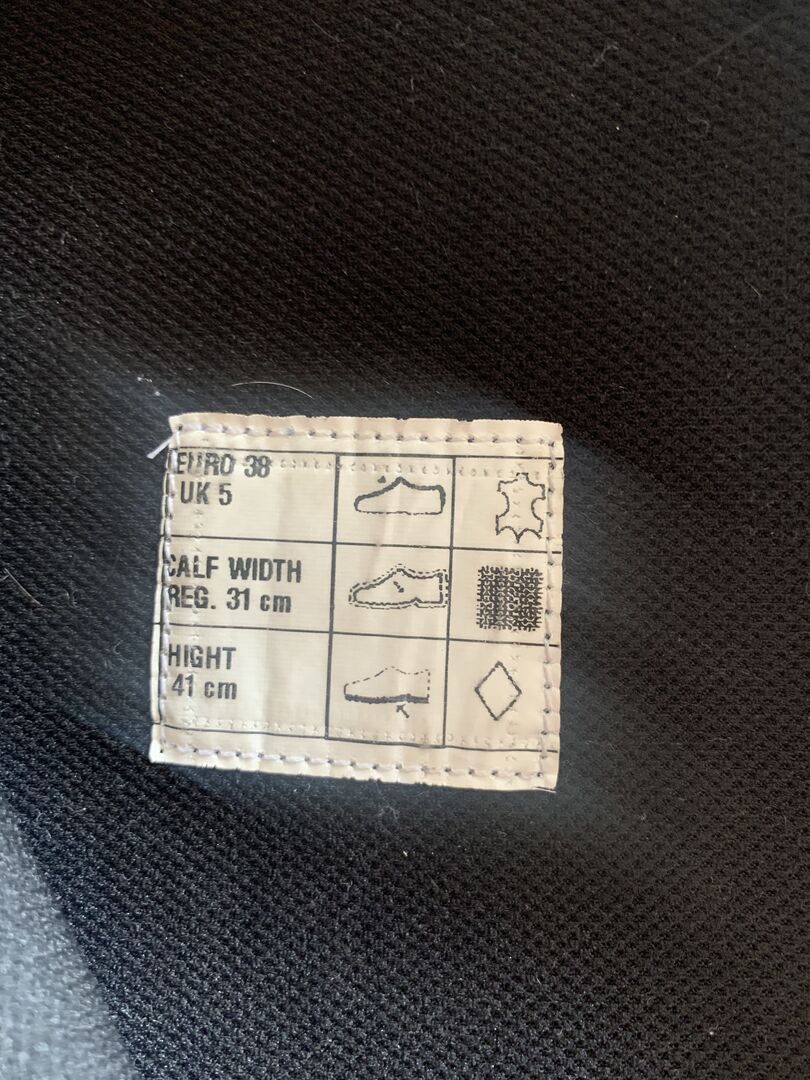 EURO 38
UK 5
CALF WIDTH
REG. 31 cm
HIGHT
41 cm